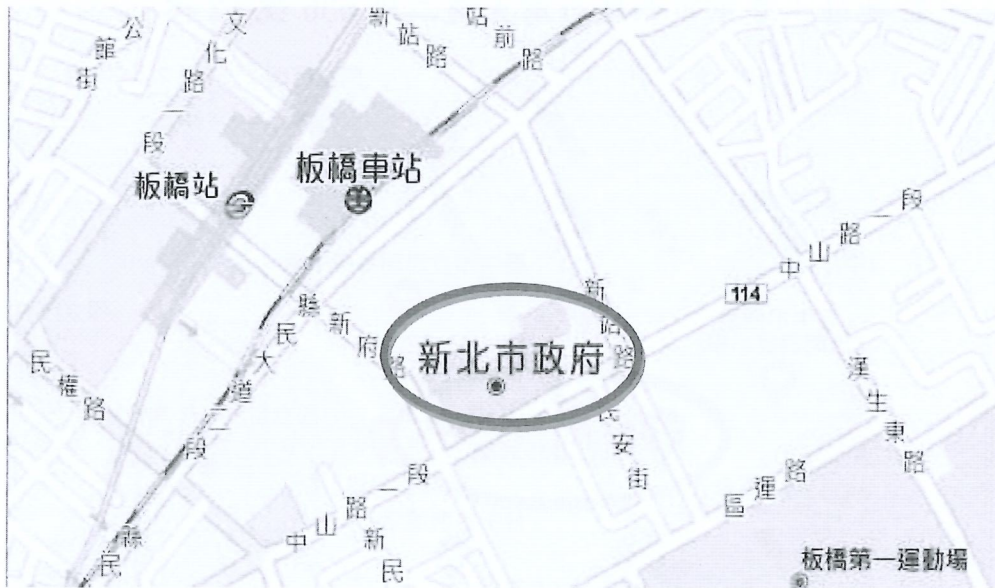 公館街
文化路一段
新站路
站前路
板橋站
板橋車站
中山路一段
114
縣民大道二段
新府路
新站路
新北市政府
民權路
漢生東路
民安街
區運路
中山路一段
新民
縣民
板橋第一運動場